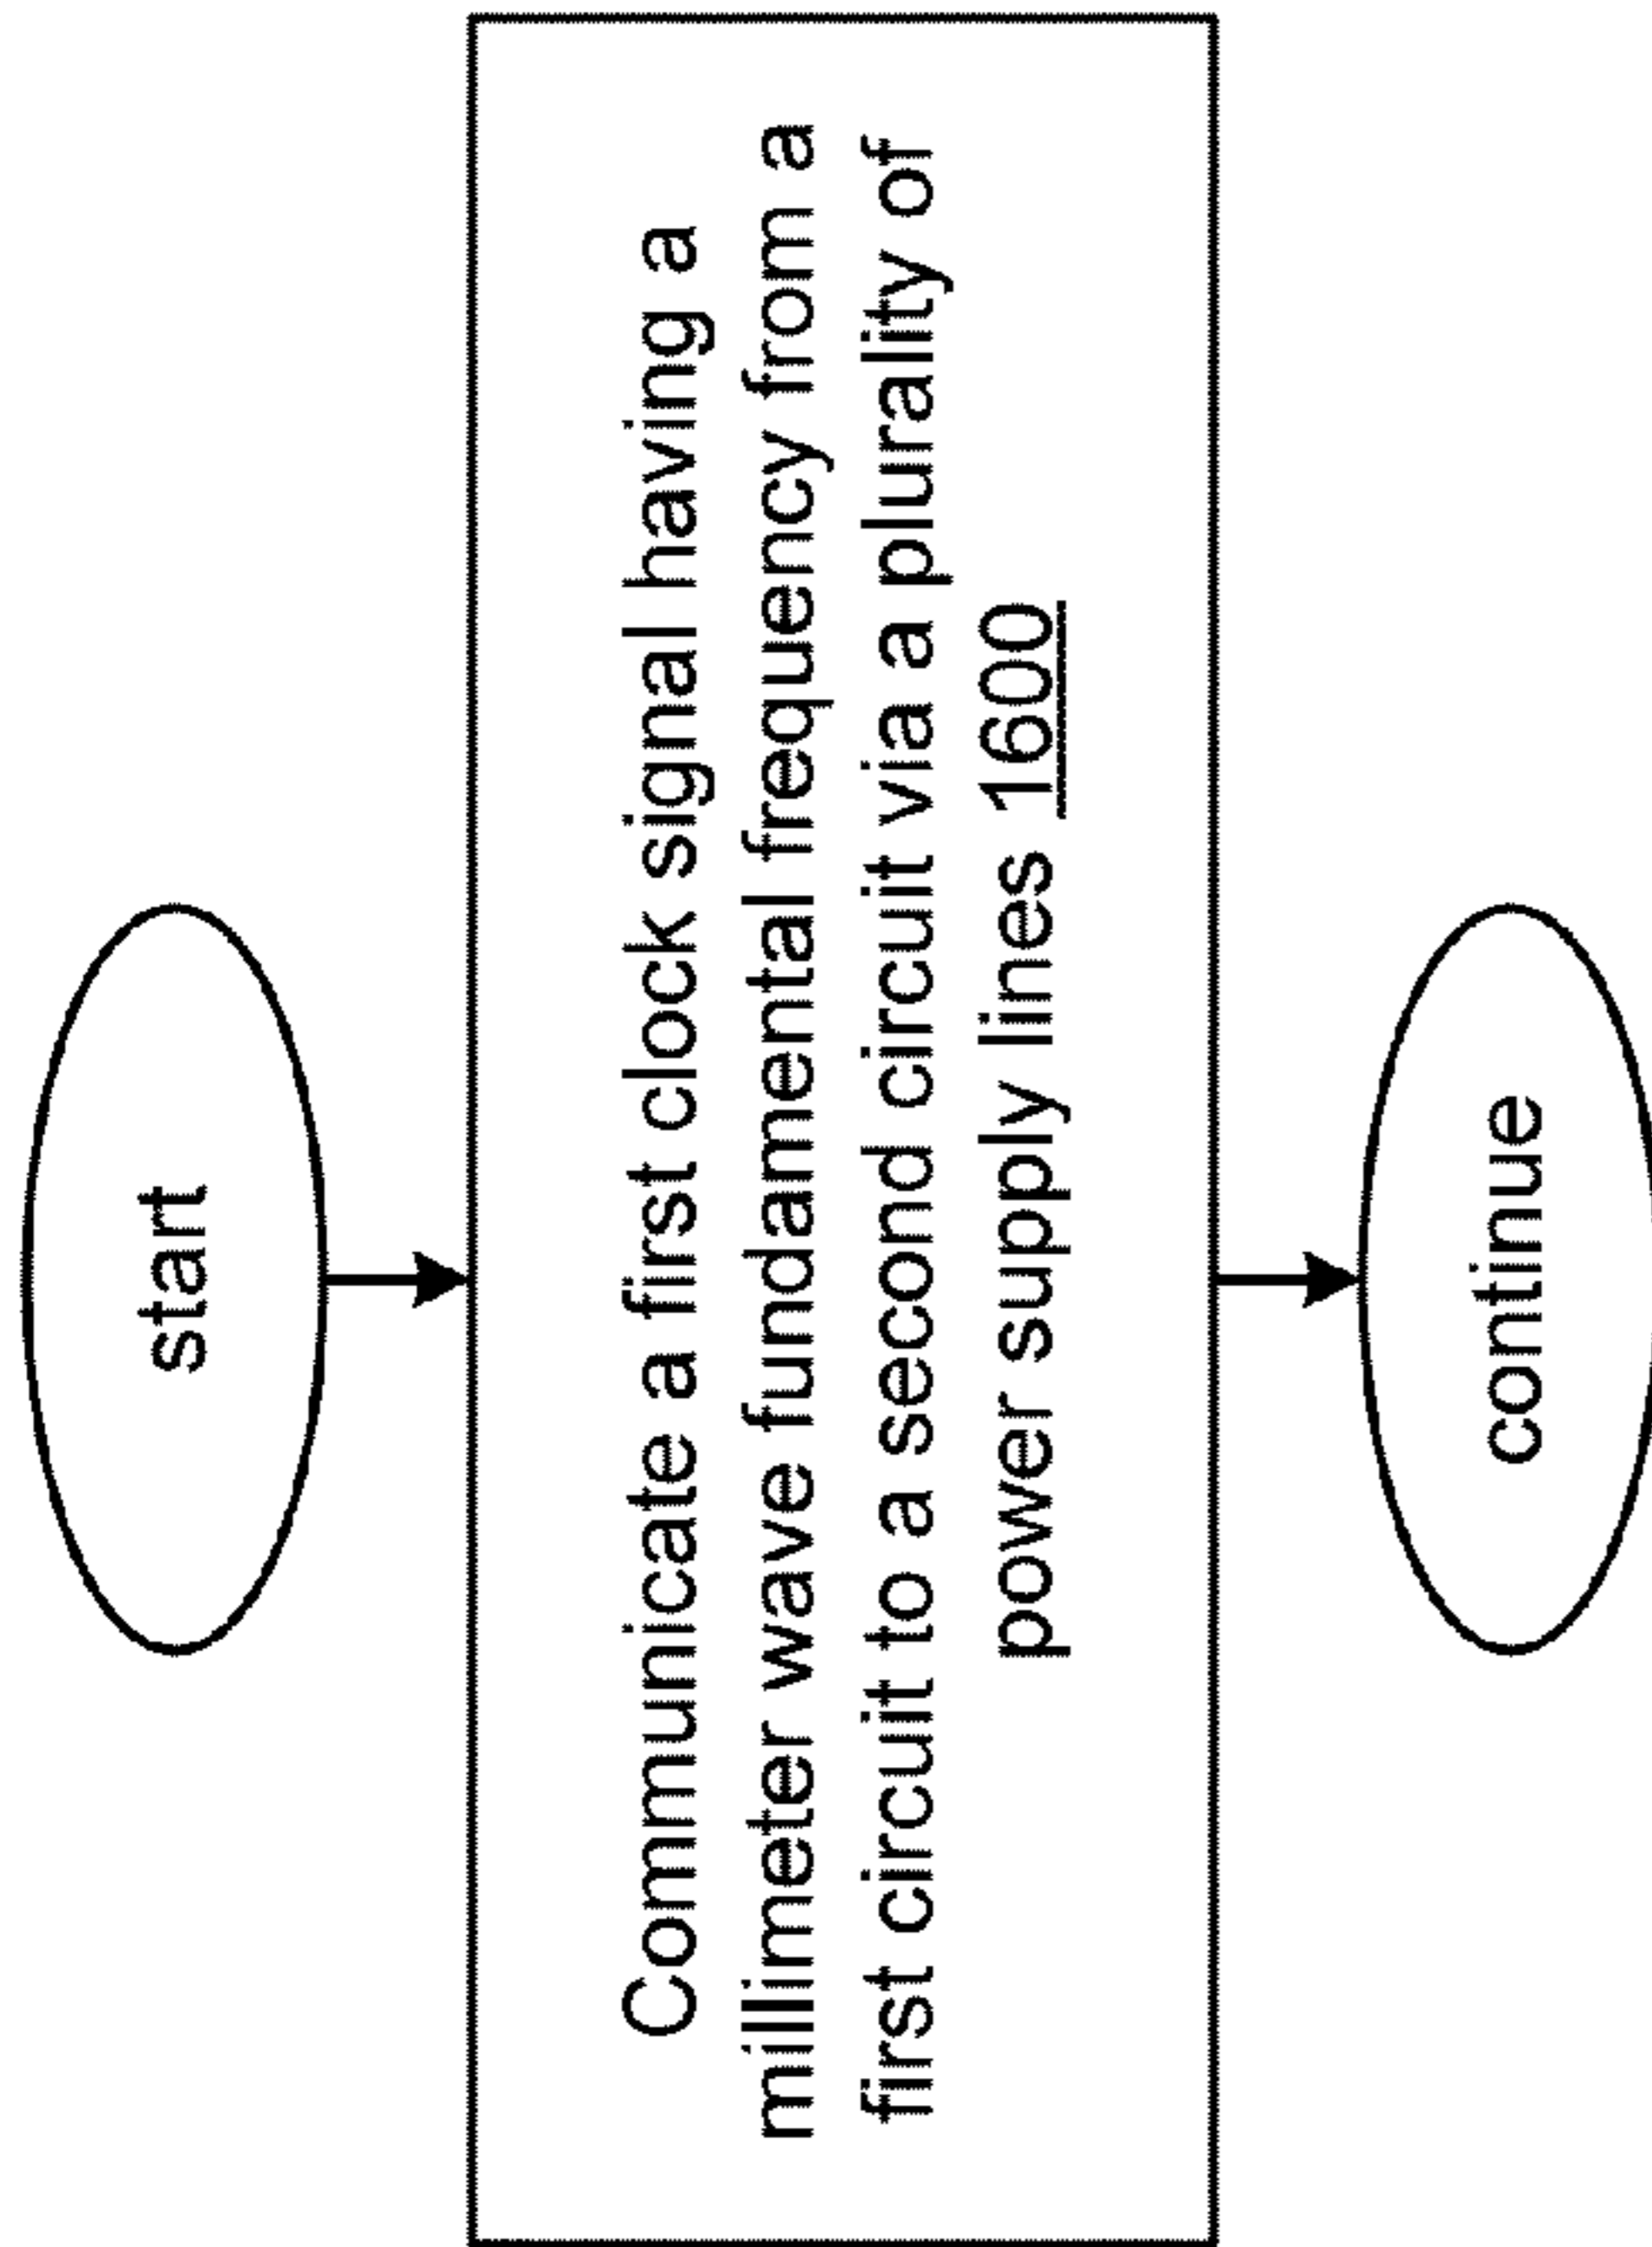 start
Communicate a first clock signal having a
millimeter wave fundamental frequency from a
first circuit to a second circuit via a plurality of
power supply lines 1600
continue